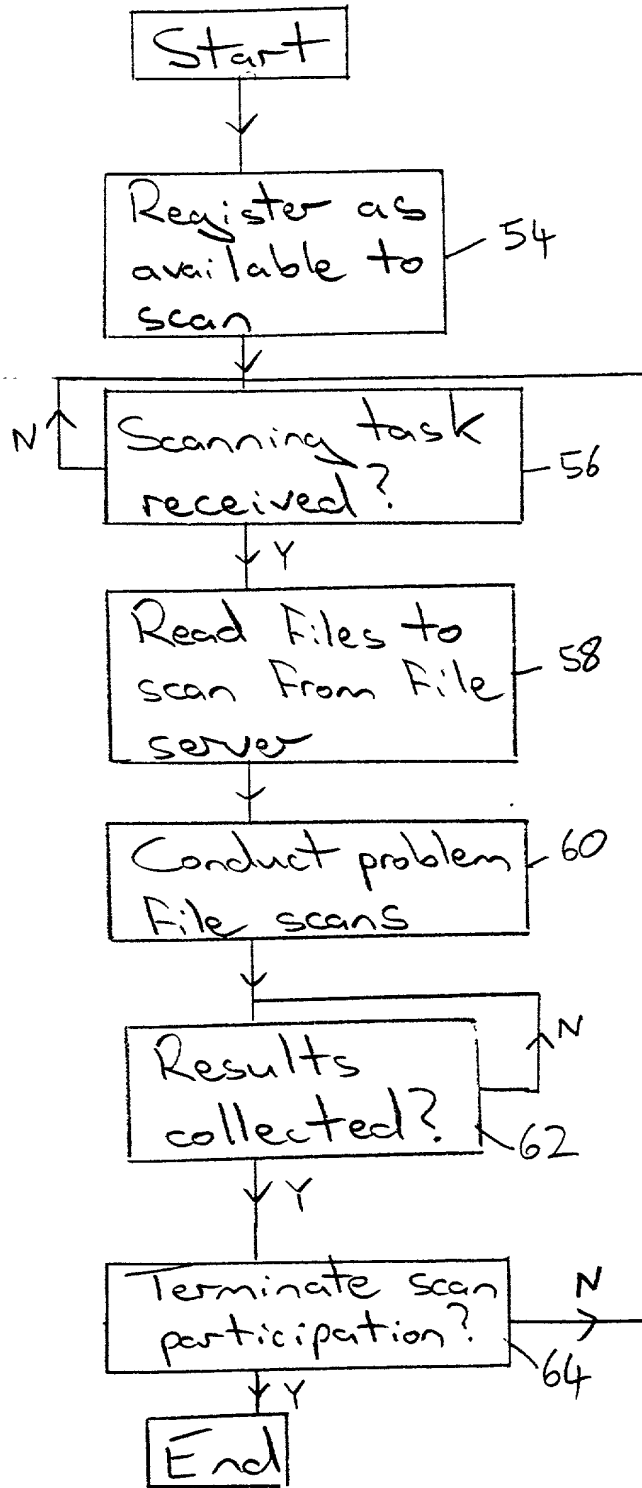 Start
Register as
available to
scan
54
N
Scanning task
received?
56
Y
Read Files to
scan From File
server
58
Conduct problem
File scans
60
Results
collected?
N
62
Y
Terminate scan
participation?
N
64
Y
End